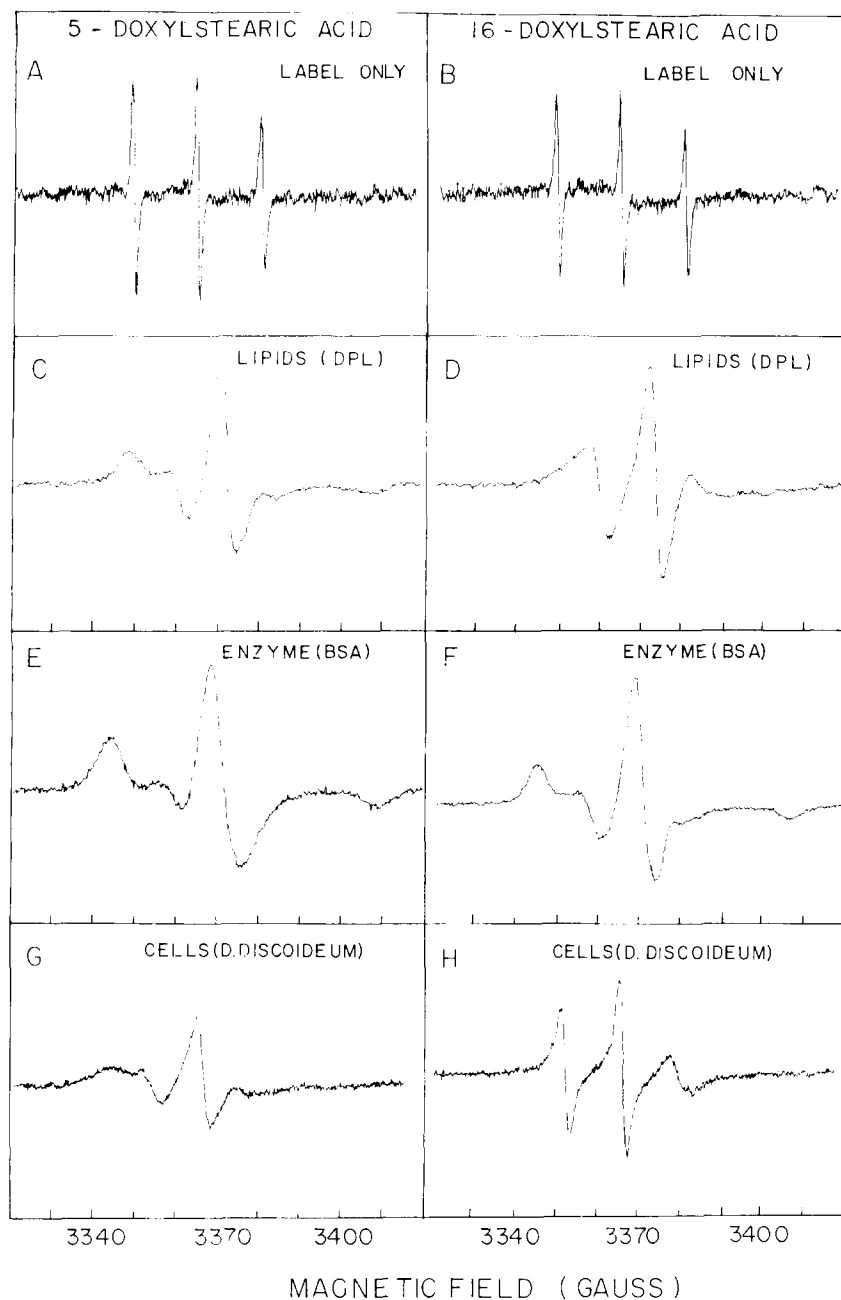 5 - DOXYLSTEARIC ACID
16 - DOXYLSTEARIC ACID
A
LABEL ONLY
B
LABEL ONLY
C
LIPIDS (DPL)
D
LIPIDS (DPL)
E
ENZYME (BSA)
F
ENZYME (BSA)
G
CELLS (D. DISCOIDEUM)
H
CELLS (D. DISCOIDEUM)
3340 3370 3400
3340 3370 3400
MAGNETIC FIELD (GAUSS)